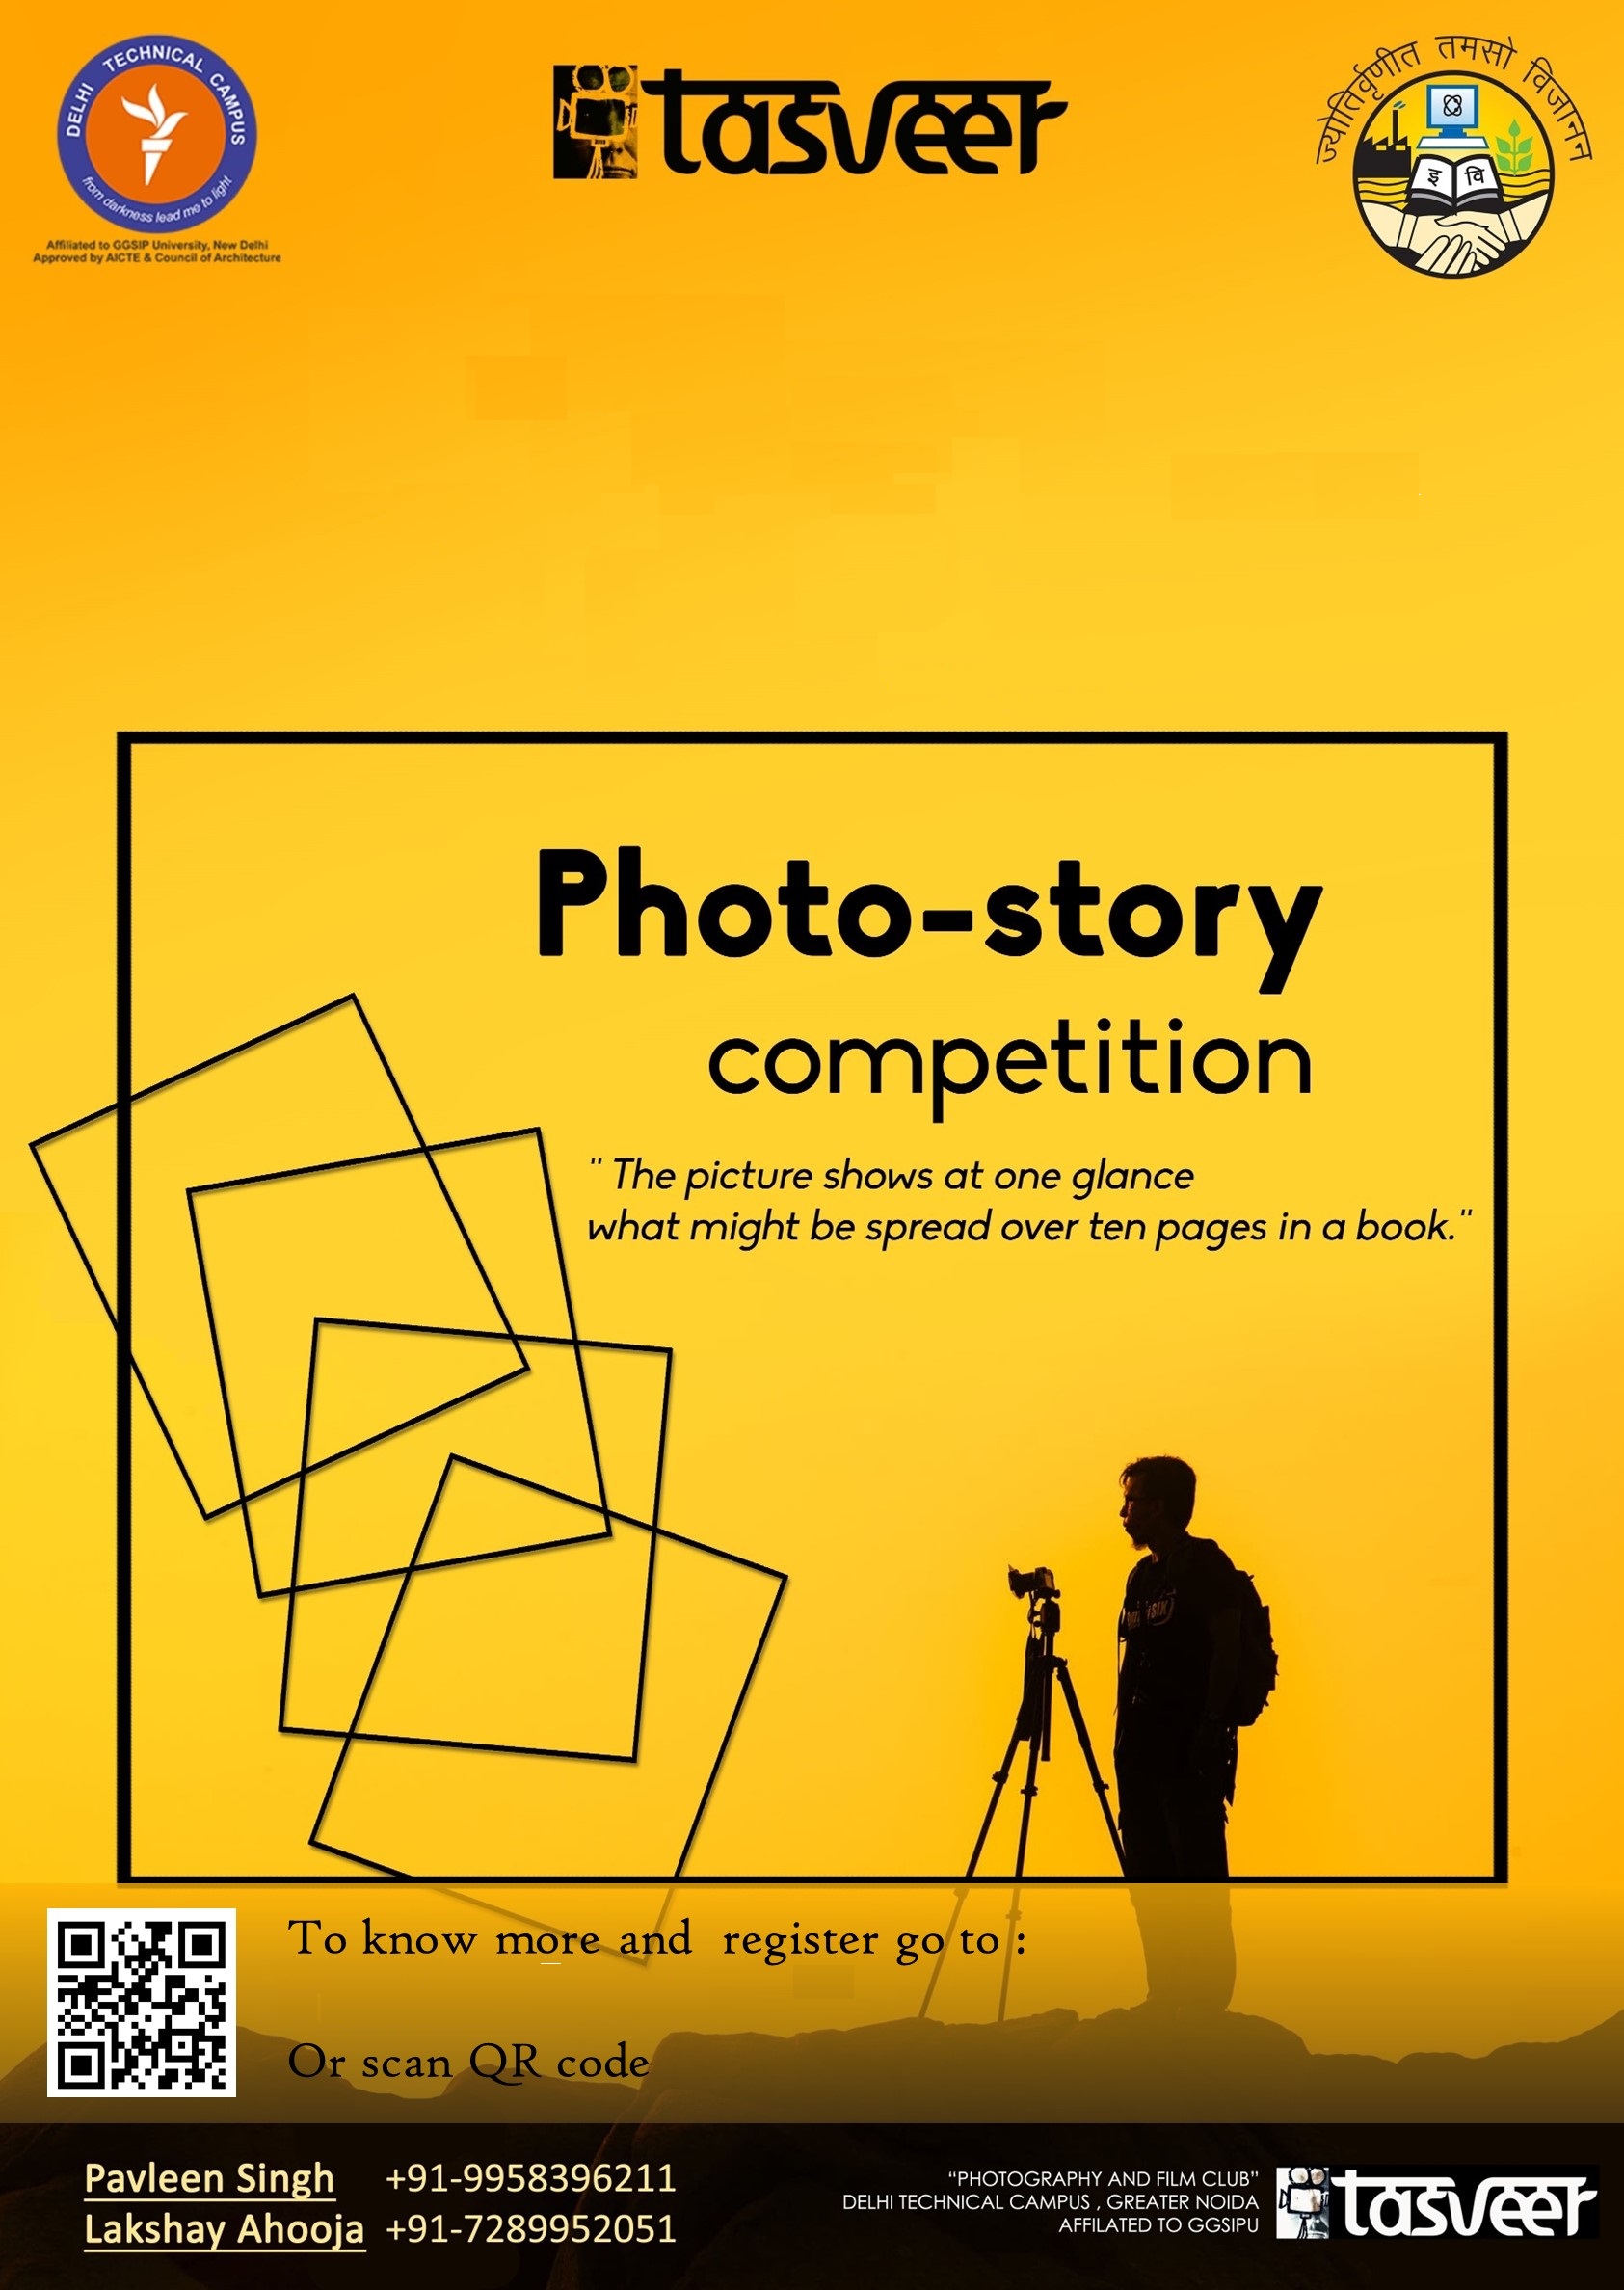 DELHI TECHNICAL CAMPUS
from darkness lead me to light
Affiliated to GGSIP University, New Delhi
Approved by AICTE & Council of Architecture
tasveer
ज्योतिर्वृणीत तमसो विजानन
इ वि
Photo-story
competition
" The picture shows at one glance
what might be spread over ten pages in a book."
To know more and register go to :
Or scan QR code
Pavleen Singh +91-9958396211
Lakshay Ahooja +91-7289952051
“PHOTOGRAPHY AND FILM CLUB”
DELHI TECHNICAL CAMPUS , GREATER NOIDA
AFFILATED TO GGSIPU
tasveer